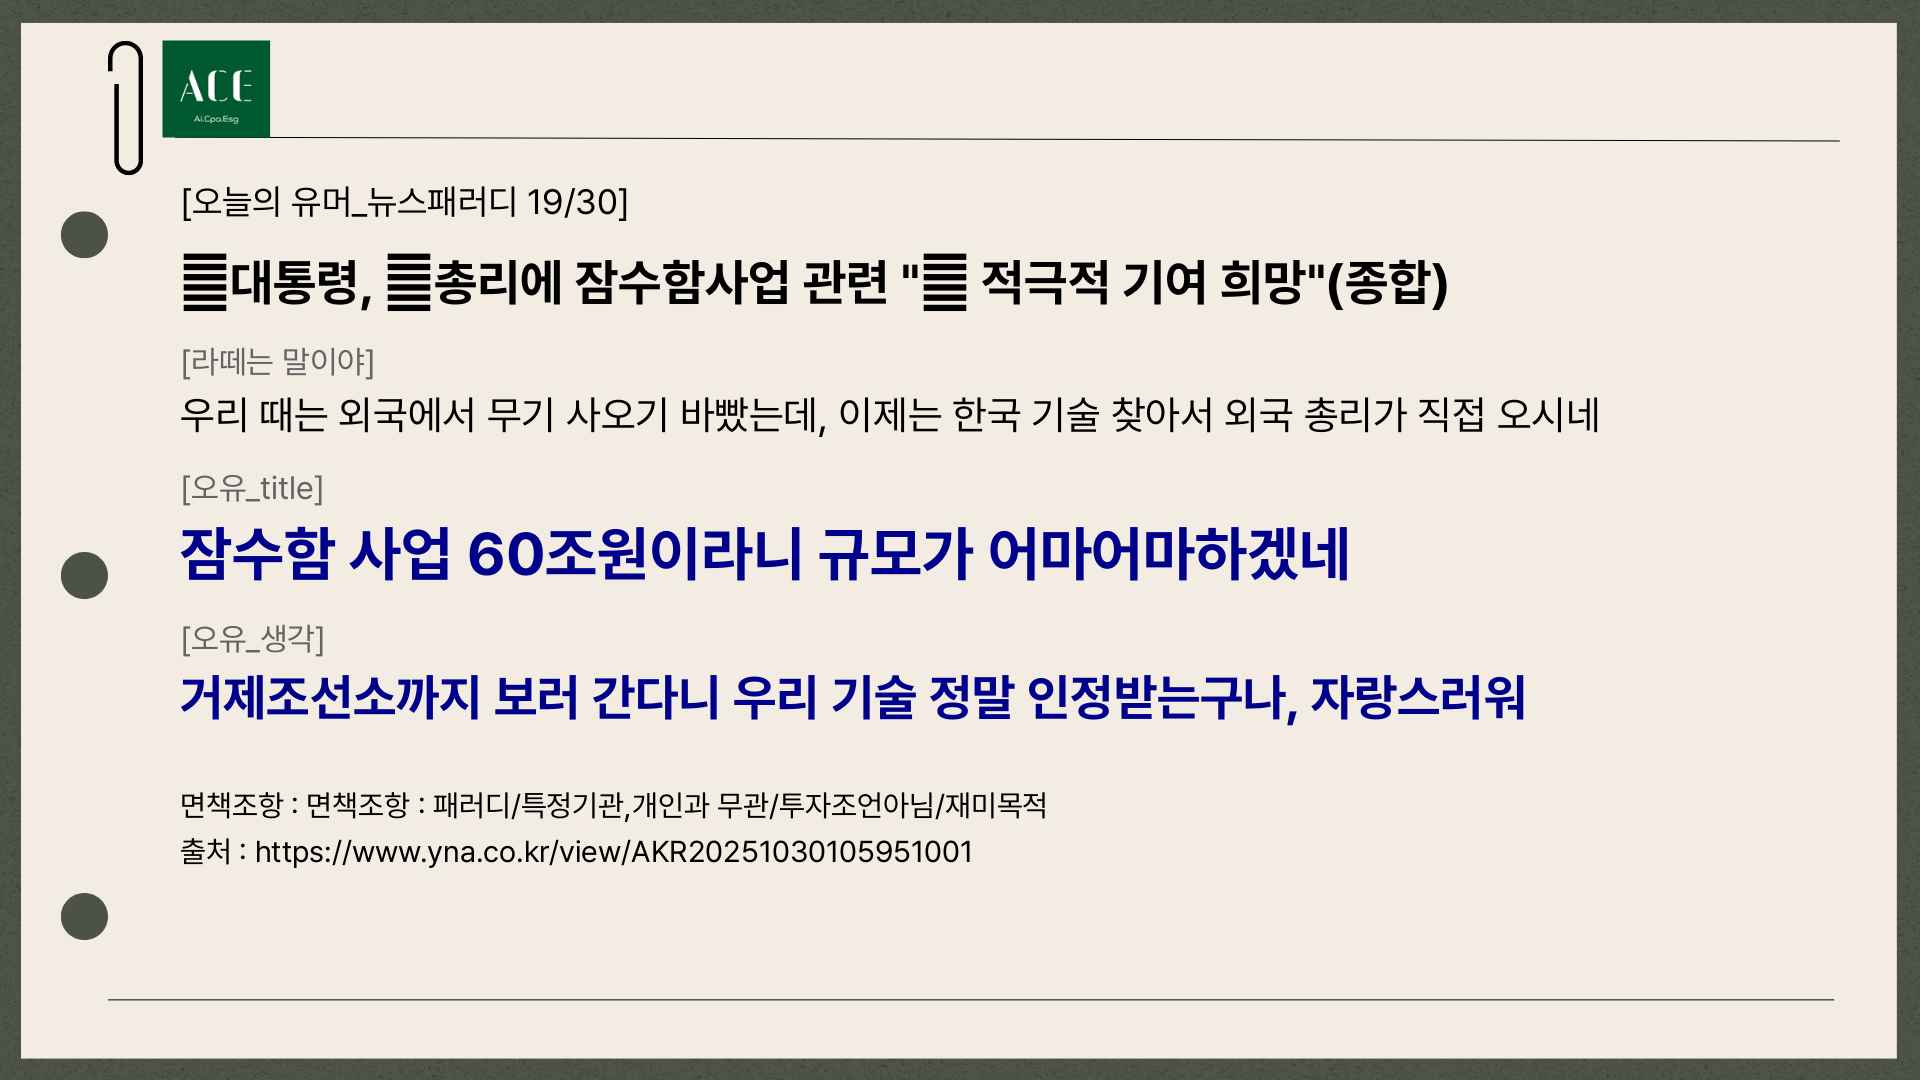 ACE
Ai.Cpa.Esg
[오늘의 유머_뉴스패러디 19/30]
대통령, 총리에 잠수함사업 관련 " 적극적 기여 희망"(종합)
[라떼는 말이야]
우리 때는 외국에서 무기 사오기 바빴는데, 이제는 한국 기술 찾아서 외국 총리가 직접 오시네
[오유_title]
잠수함 사업 60조원이라니 규모가 어마어마하겠네
[오유_생각]
거제조선소까지 보러 간다니 우리 기술 정말 인정받는구나, 자랑스러워
면책조항 : 면책조항 : 패러디/특정기관,개인과 무관/투자조언아님/재미목적
출처 : https://www.yna.co.kr/view/AKR20251030105951001